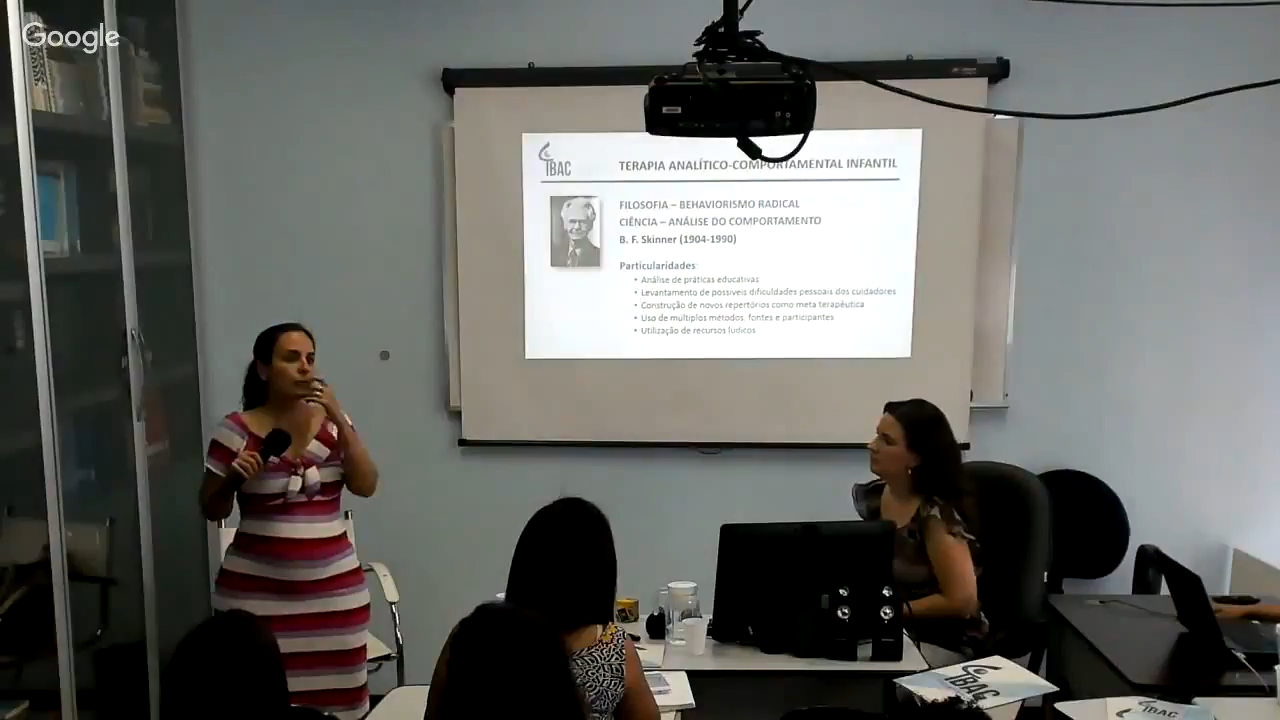 Google
IBAC
TERAPIA ANALÍTICO-COMPORTAMENTAL INFANTIL
FILOSOFIA – BEHAVIORISMO RADICAL
CIÊNCIA – ANÁLISE DO COMPORTAMENTO
B. F. Skinner (1904-1990)
Particularidades:
• Análise de práticas educativas
• Levantamento de possíveis dificuldades pessoais dos cuidadores
• Construção de novos repertórios como meta terapêutica
• Uso de múltiplos métodos, fontes e participantes
• Utilização de recursos lúdicos
IBAC
IBAC